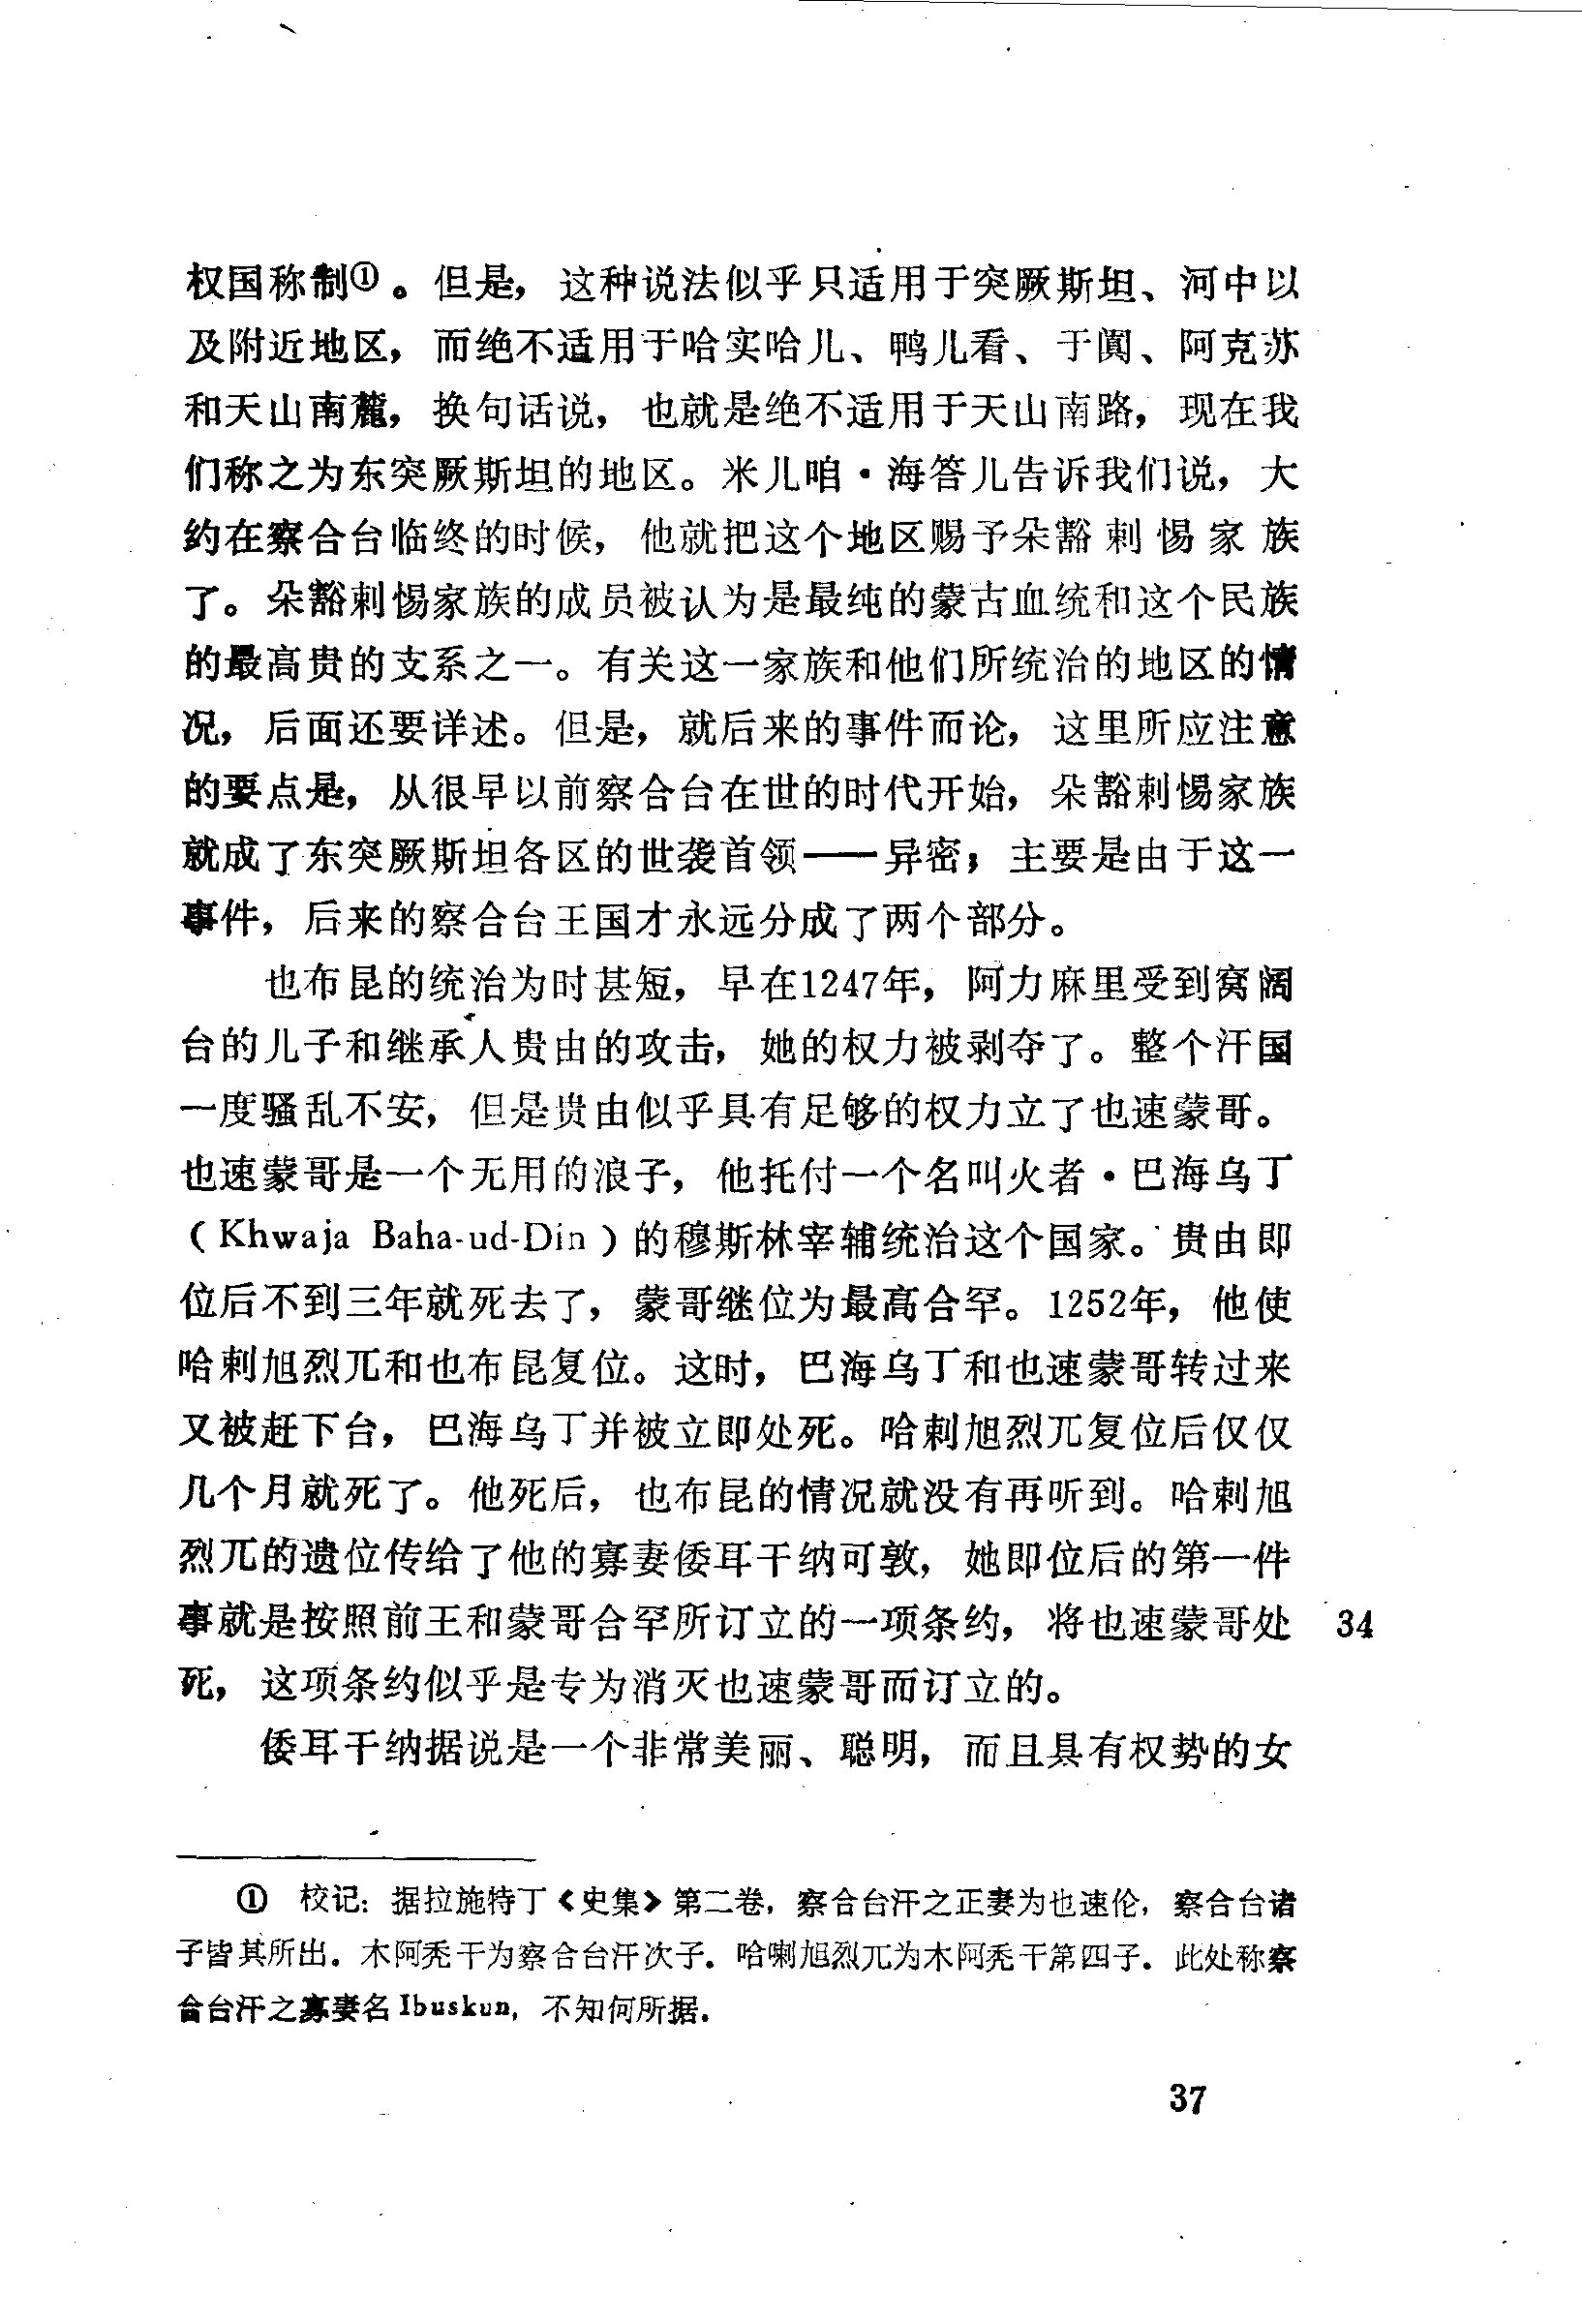 权国称制①。但是，这种说法似乎只适用于突厥斯坦、河中以
及附近地区，而绝不适用于哈实哈儿、鸭儿看、于阗、阿克苏
和天山南麓，换句话说，也就是绝不适用于天山南路，现在我
们称之为东突厥斯坦的地区。米儿咱·海答儿告诉我们说，大
约在察合台临终的时候，他就把这个地区赐予朵豁剌惕家族
了。朵豁剌惕家族的成员被认为是最纯的蒙古血统和这个民族
的最高贵的支系之一。有关这一家族和他们所统治的地区的情
况，后面还要详述。但是，就后来的事件而论，这里所应注意
的要点是，从很早以前察合台在世的时代开始，朵豁剌惕家族
就成了东突厥斯坦各区的世袭首领——异密；主要是由于这一
事件，后来的察合台王国才永远分成了两个部分。
也布昆的统治为时甚短，早在1247年，阿力麻里受到窝阔
台的儿子和继承人贵由的攻击，她的权力被剥夺了。整个汗国
一度骚乱不安，但是贵由似乎具有足够的权力立了也速蒙哥。
也速蒙哥是一个无用的浪子，他托付一个名叫火者·巴海乌丁
（Khwaja Baha-ud-Din）的穆斯林宰辅统治这个国家。贵由即
位后不到三年就死去了，蒙哥继位为最高合罕。1252年，他使
哈剌旭烈兀和也布昆复位。这时，巴海乌丁和也速蒙哥转过来
又被赶下台，巴海乌丁并被立即处死。哈剌旭烈兀复位后仅仅
几个月就死了。他死后，也布昆的情况就没有再听到。哈剌旭
烈兀的遗位传给了他的寡妻倭耳干纳可敦，她即位后的第一件
事就是按照前王和蒙哥合罕所订立的一项条约，将也速蒙哥处 34
死，这项条约似乎是专为消灭也速蒙哥而订立的。
倭耳干纳据说是一个非常美丽、聪明，而且具有权势的女
① 校记：据拉施特丁《史集》第二卷，察合台汗之正妻为也速伦，察合台诸
子皆其所出。木阿秃干为察合台汗次子。哈喇旭烈兀为木阿秃干第四子。此处称察
合台汗之寡妻名Ibuskun，不知何所据。
37